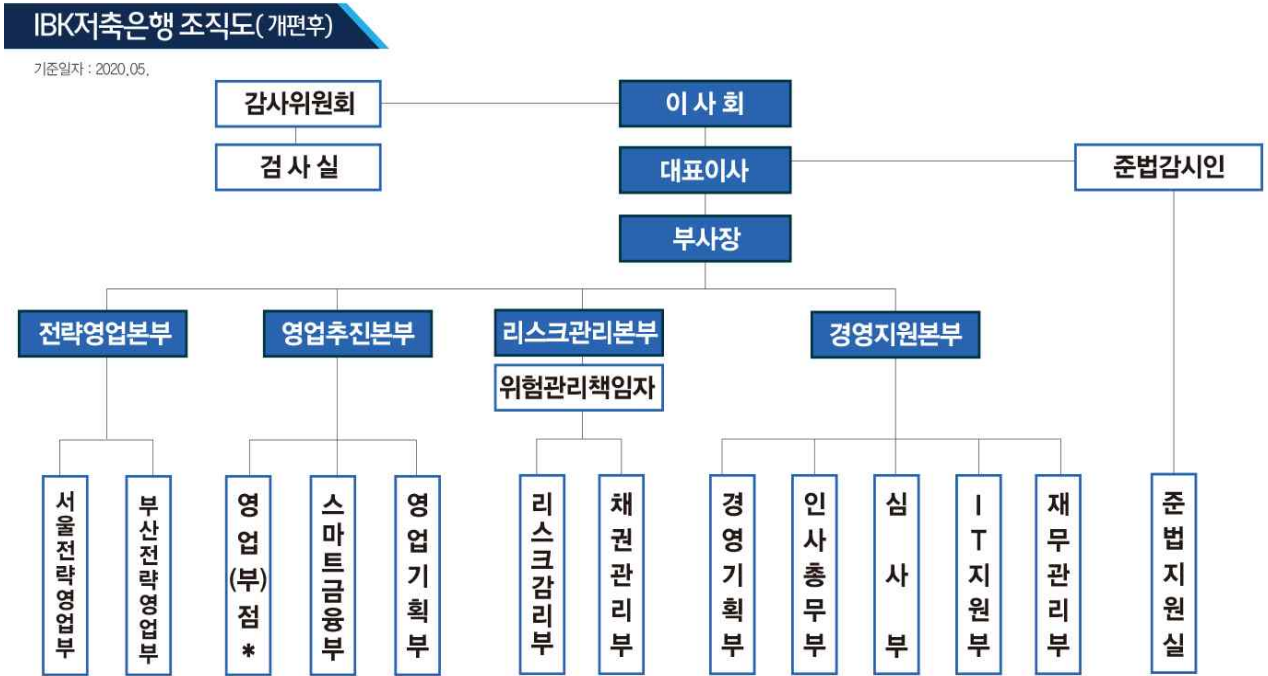 IBK저축은행 조직도(개편후)
기준일자 : 2020.05.
감사위원회
이 사 회
검 사 실
대표이사
준법감시인
부사장
전략영업본부
영업추진본부
리스크관리본부
경영지원본부
위험관리책임자
서울전략영업부
부산전략영업부
영업(부)점*
스마트금융부
영업기획부
리스크감리부
채권관리부
경영기획부
인사총무부
심사부
IT지원부
재무관리부
준법지원실